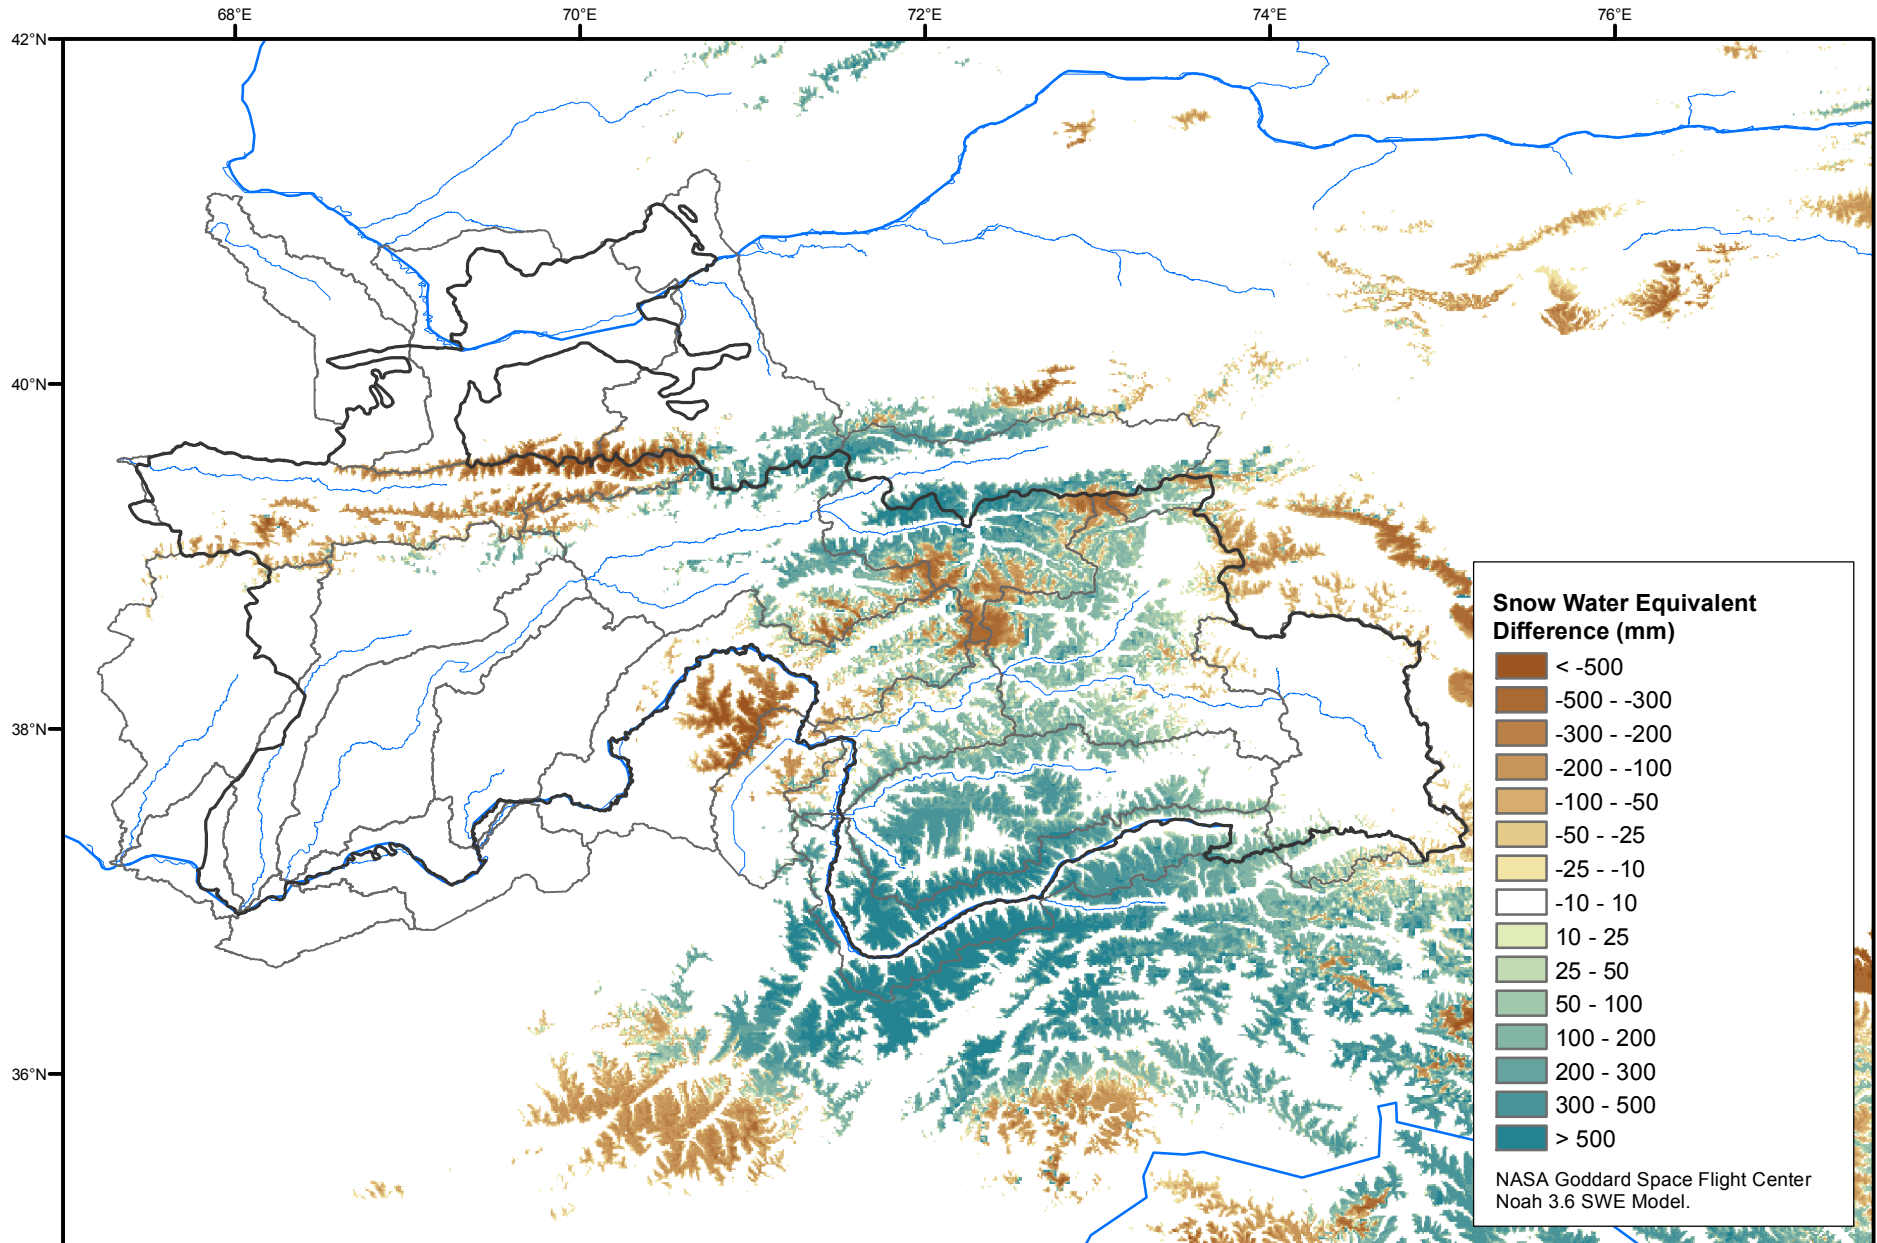 68°E
70°E
72°E
74°E
76°E
42°N
40°N
38°N
36°N
Snow Water Equivalent
Difference (mm)
< -500
-500 - -300
-300 - -200
-200 - -100
-100 - -50
-50 - -25
-25 - -10
-10 - 10
10 - 25
25 - 50
50 - 100
100 - 200
200 - 300
300 - 500
> 500
NASA Goddard Space Flight Center
Noah 3.6 SWE Model.